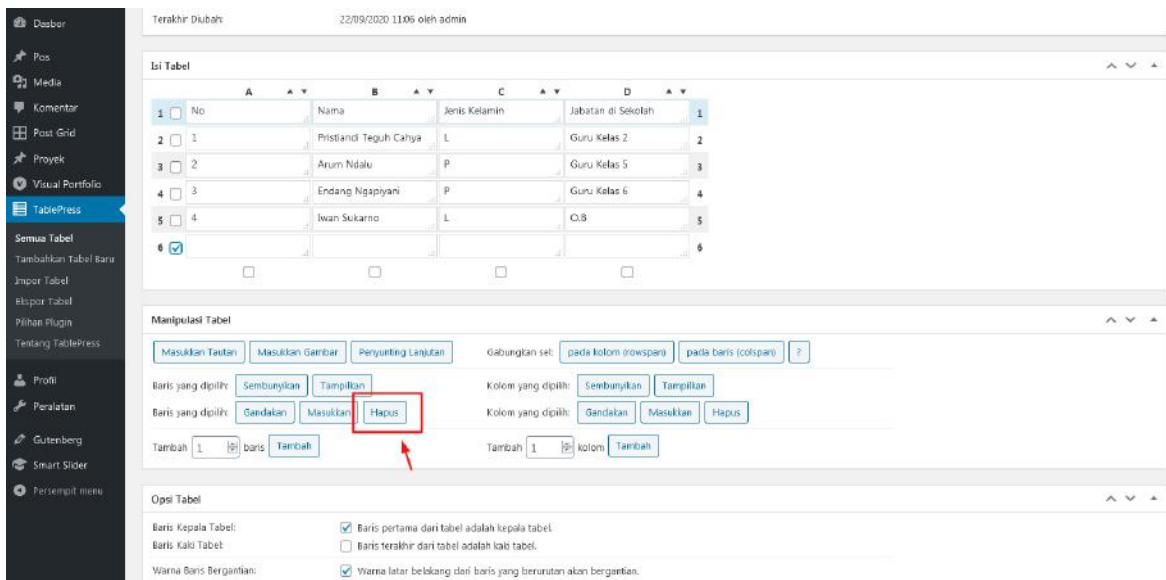 Dasbor
Pos
Media
Komentar
Post Grid
Proyek
Visual Portfolio
TablePress
Semua Tabel
Tambahkan Tabel Baru
Impor Tabel
Ekspor Tabel
Pilihan Plugin
Tentang TablePress
Profil
Peralatan
Gutenberg
Smart Slider
Persempit menu
Terakhir Diubah: 22/09/2020 11:06 oleh admin
Isi Tabel
A B C D
1 No Nama Jenis Kelamin Jabatan di Sekolah 1
2 1 Pristiandi Teguh Cahya L Guru Kelas 2 2
3 2 Arum Ndalu P Guru Kelas 5 3
4 3 Endang Ngapiyani P Guru Kelas 6 4
5 4 Iwan Sukarno L O.B 5
6 6
Manipulasi Tabel
Masukkan Tautan Masukkan Gambar Penyunting Lanjutan Gabungkan sel: pada kolom (rowspan) pada baris (colspan) ?
Baris yang dipilih: Sembunyikan Tampilkan Kolom yang dipilih: Sembunyikan Tampilkan
Baris yang dipilih: Gandakan Masukkan Hapus Kolom yang dipilih: Gandakan Masukkan Hapus
Tambah 1 baris Tambah Tambah 1 kolom Tambah
Opsi Tabel
Baris Kepala Tabel: Baris pertama dari tabel adalah kepala tabel.
Baris Kaki Tabel: Baris terakhir dari tabel adalah kaki tabel.
Warna Baris Bergantian: Warna latar belakang dari baris yang berurutan akan bergantian.